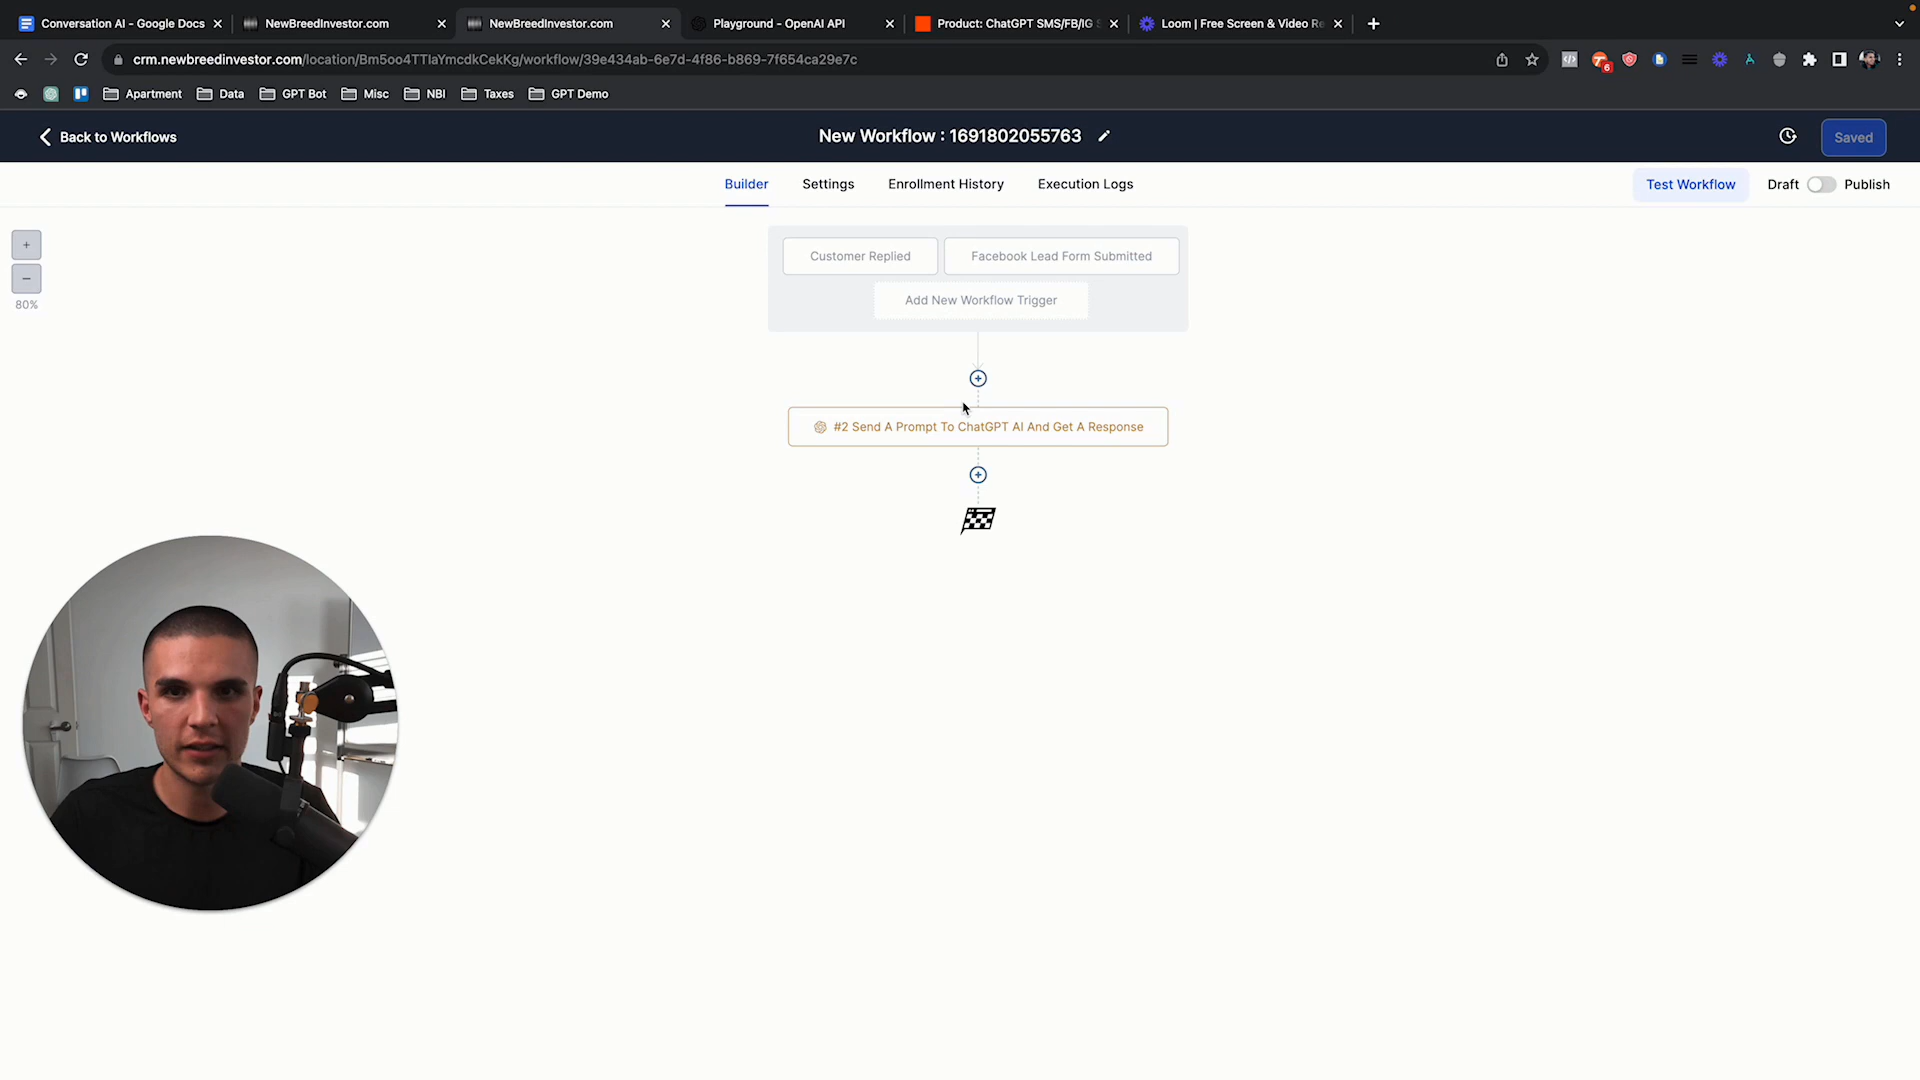 Conversation AI - Google Docs
NewBreedInvestor.com
NewBreedInvestor.com
Playground - OpenAI API
Product: ChatGPT SMS/FB/IG S
Loom | Free Screen & Video Re
crm.newbreedinvestor.com/location/Bm5oo4TTIaYmcdkCekKg/workflow/39e434ab-6e7d-4f86-b869-7f654ca29e7c
6
Apartment
Data
GPT Bot
Misc
NBI
Taxes
GPT Demo
Back to Workflows
New Workflow : 1691802055763
Saved
Builder
Settings
Enrollment History
Execution Logs
Test Workflow
Draft
Publish
+
−
80%
Customer Replied
Facebook Lead Form Submitted
Add New Workflow Trigger
#2 Send A Prompt To ChatGPT AI And Get A Response